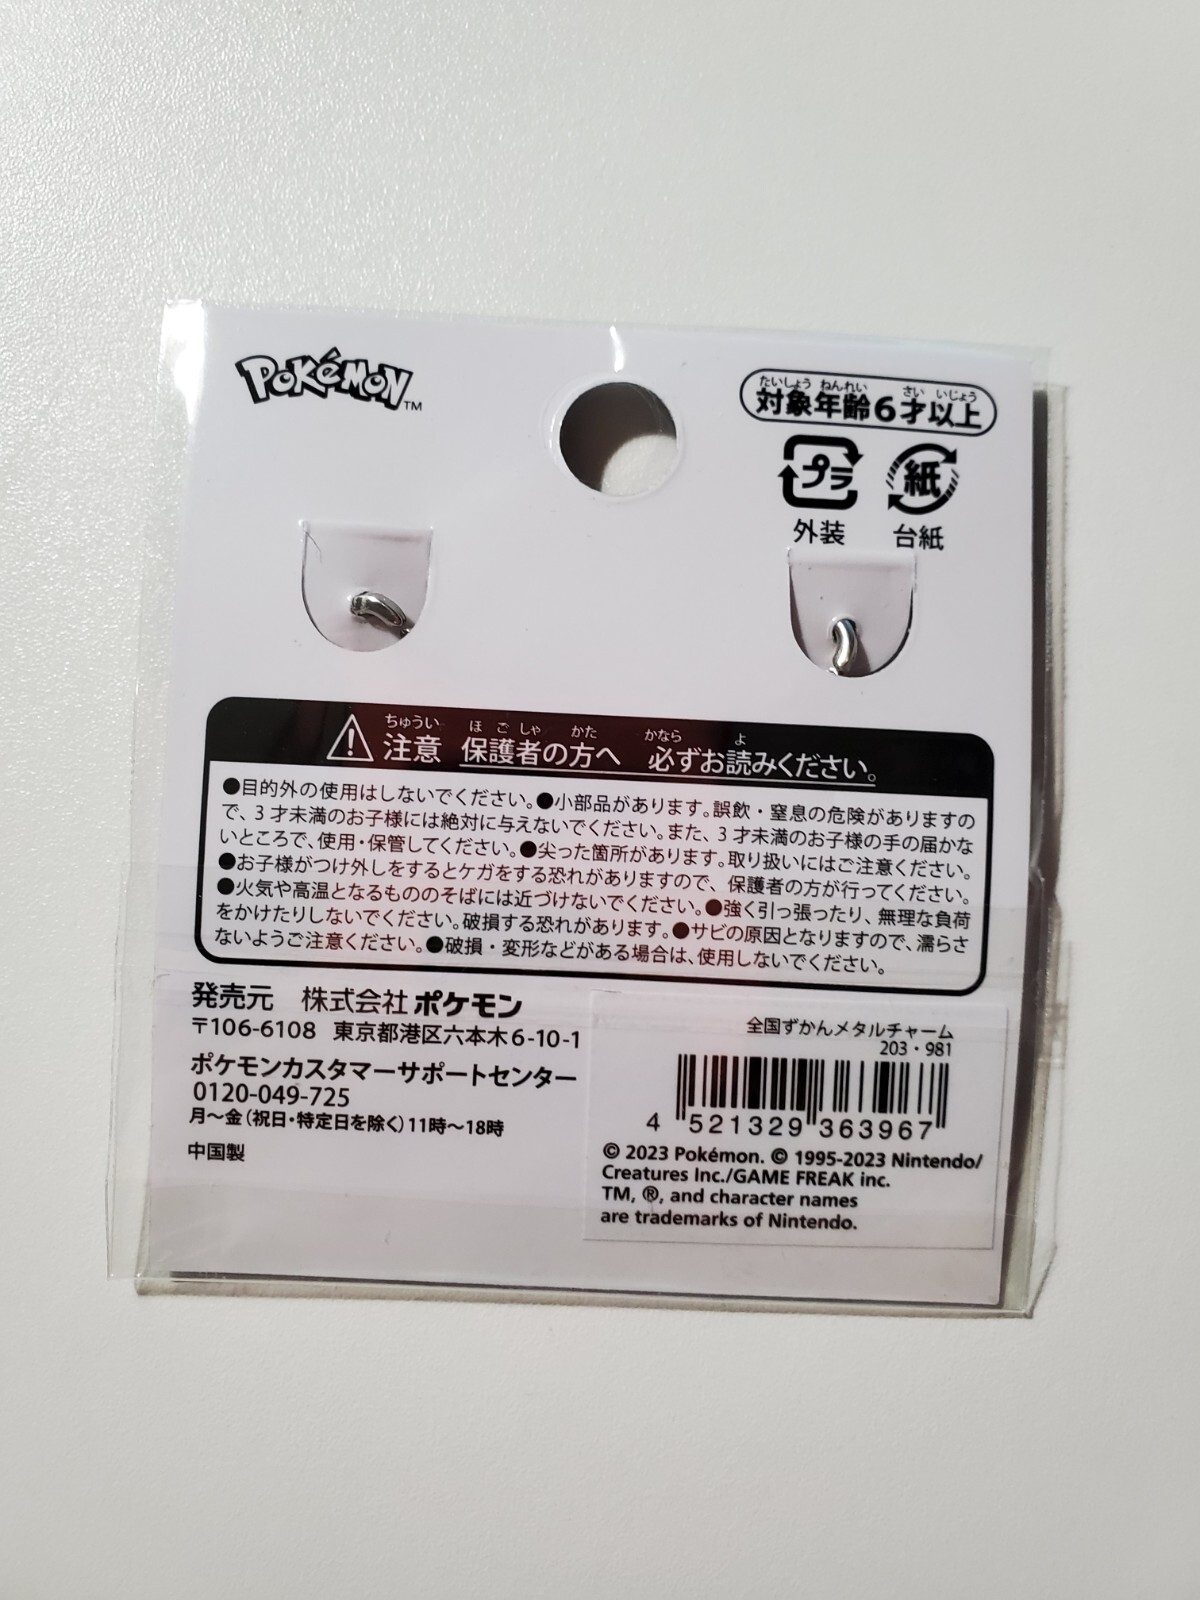 POKéMON™
たいしょう ねんれい さい いじょう
対象年齢6才以上
プラ 紙
外装 台紙
ちゅうい ほごしゃ かた かなら よ
注意 保護者の方へ 必ずお読みください。
●目的外の使用はしないでください。●小部品があります。誤飲・窒息の危険がありますの
で、3才未満のお子様には絶対に与えないでください。また、3才未満のお子様の手の届かな
いところで、使用・保管してください。●尖った箇所があります。取り扱いにはご注意ください。
●お子様がつけ外しをするとケガをする恐れがありますので、保護者の方が行ってください。
●火気や高温となるもののそばには近づけないでください。●強く引っ張ったり、無理な負荷
をかけたりしないでください。破損する恐れがあります。●サビの原因となりますので、濡らさ
ないようご注意ください。●破損・変形などがある場合は、使用しないでください。
発売元 株式会社ポケモン
〒106-6108 東京都港区六本木6-10-1
ポケモンカスタマーサポートセンター
0120-049-725
月～金(祝日・特定日を除く)11時～18時
中国製
全国ずかんメタルチャーム
203・981
4 521329 363967
© 2023 Pokémon. © 1995-2023 Nintendo/
Creatures Inc./GAME FREAK inc.
TM, ®, and character names
are trademarks of Nintendo.